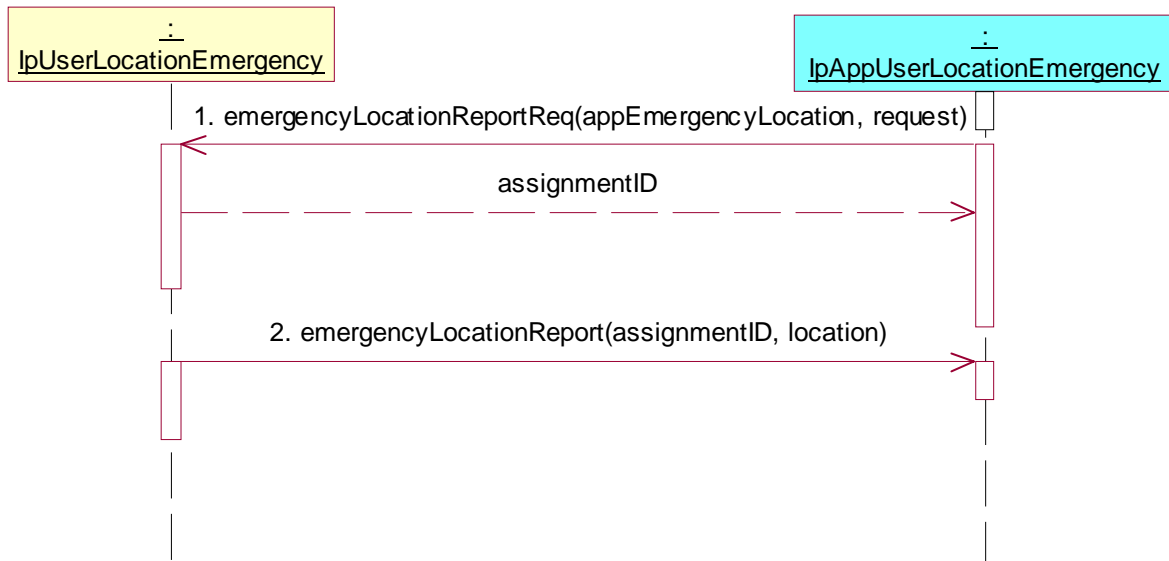 :
IpUserLocationEmergency
:
IpAppUserLocationEmergency
1. emergencyLocationReportReq(appEmergencyLocation, request)
assignmentID
2. emergencyLocationReport(assignmentID, location)